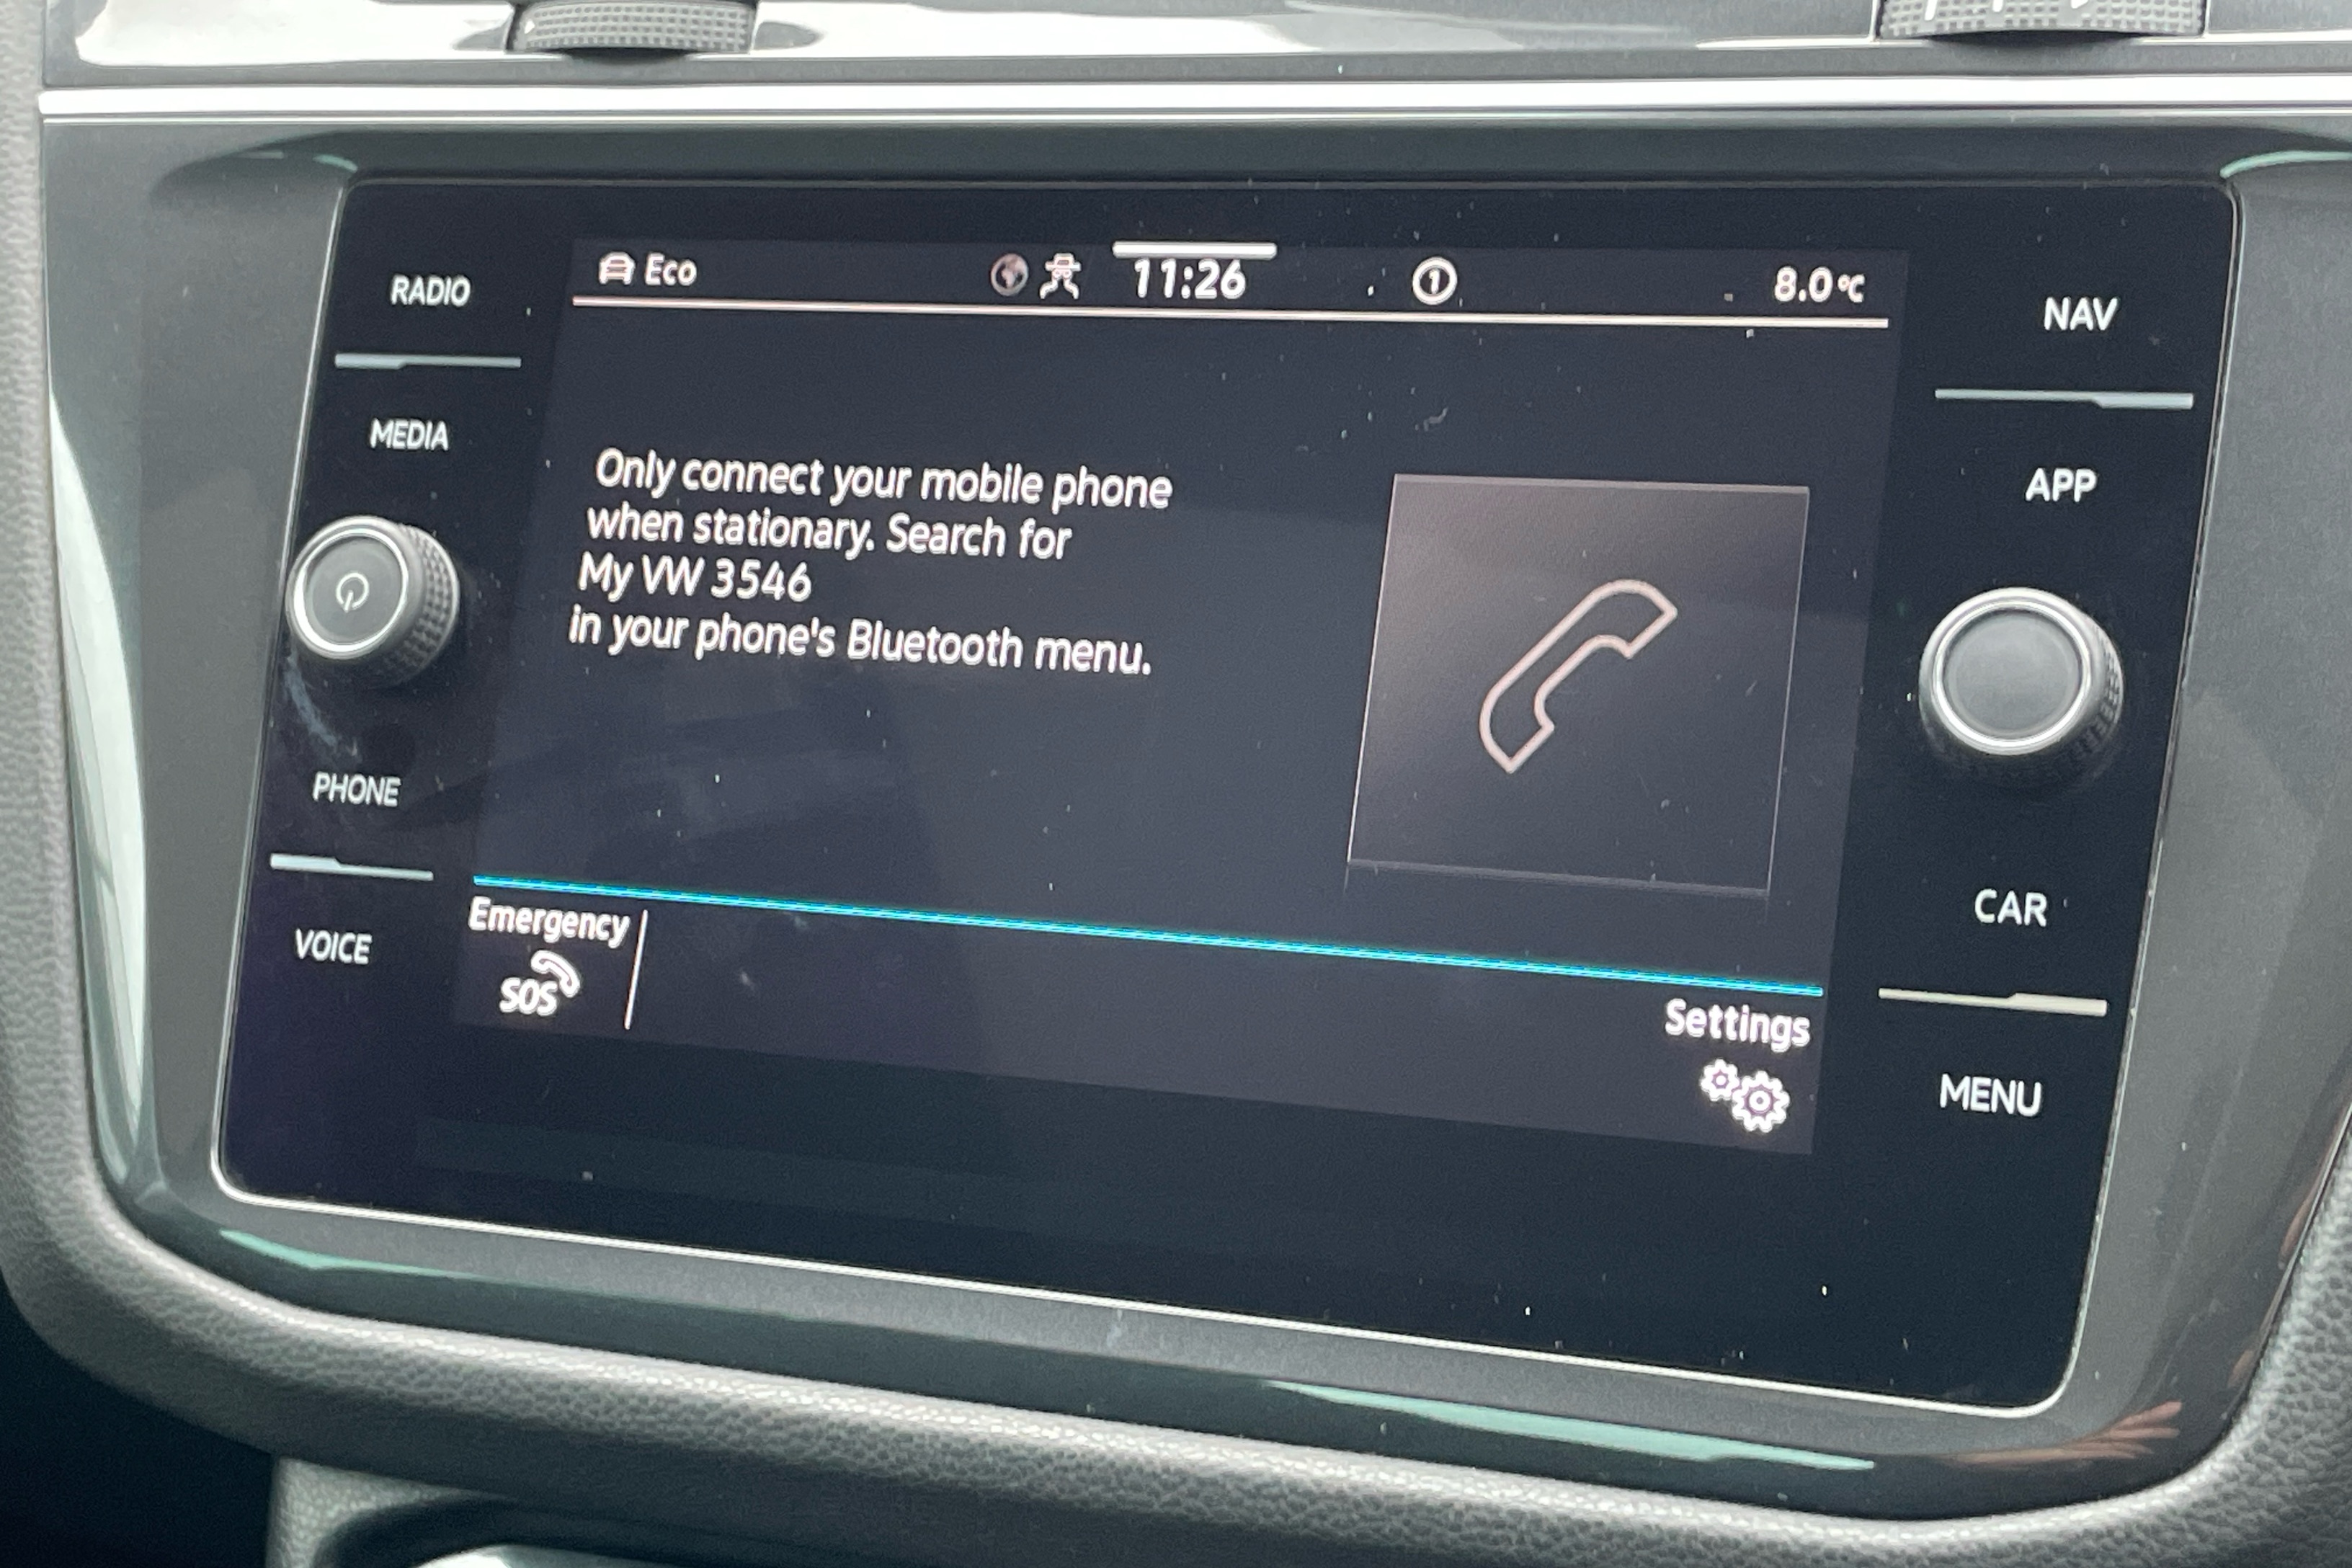 RADIO
MEDIA
PHONE
VOICE
Eco 11:26 1 8.0°C
Only connect your mobile phone
when stationary. Search for
My VW 3546
in your phone's Bluetooth menu.
Emergency
SOS
Settings
NAV
APP
CAR
MENU